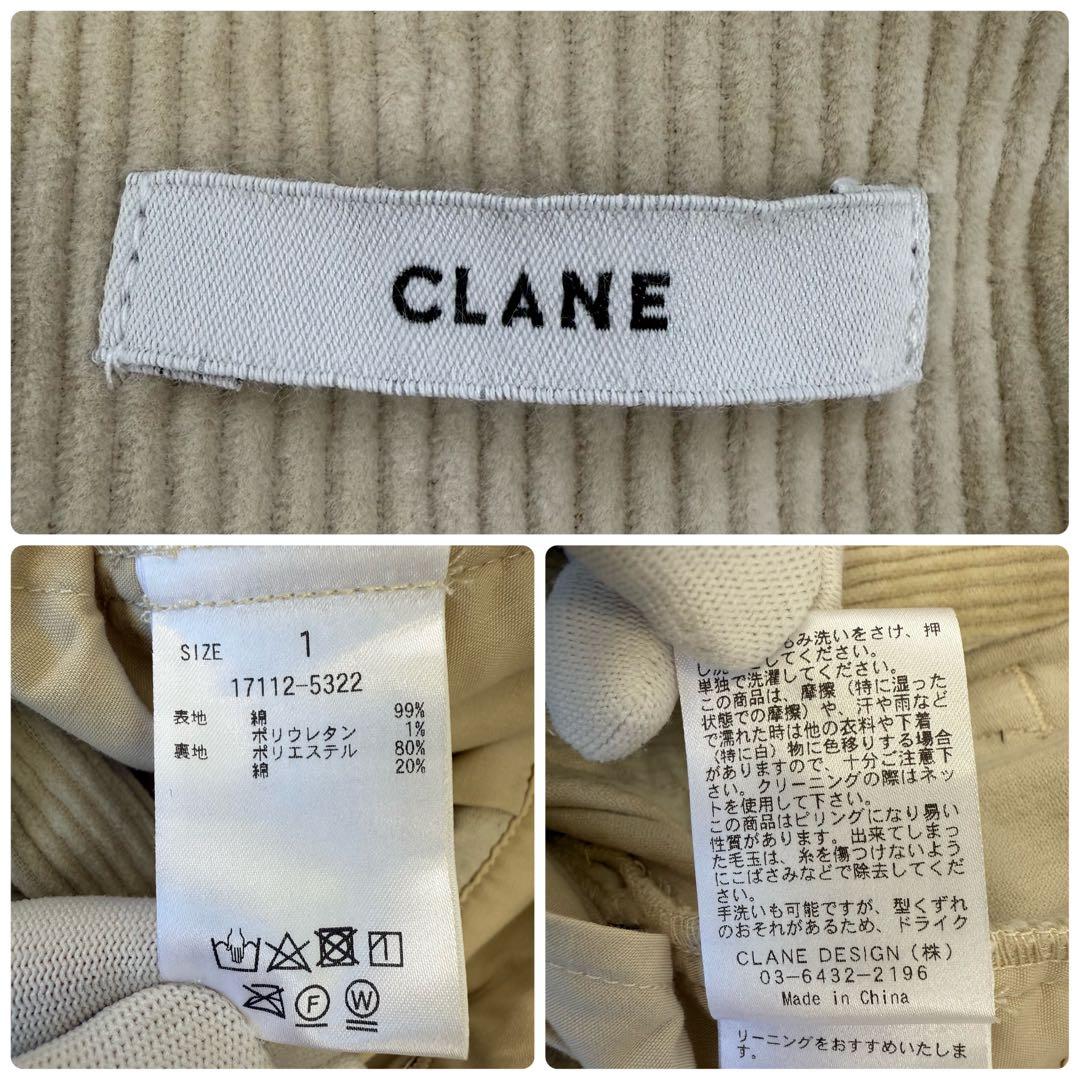 CLANE
SIZE 1
17112-5322
表地 綿 99%
ポリウレタン 1%
裏地 ポリエステル 80%
綿 20%
F W
もみ洗いをさけ、押
してください。
単独で洗濯してください。
この商品は、摩擦（特に湿った
状態での摩擦）や、汗や雨など
で濡れた時は他の衣料や下着
（特に白）物に色移りする場合
がありますので、十分ご注意下
さい。クリーニングの際はネッ
トを使用して下さい。
この商品はピリングになり易い
性質があります。出来てしまっ
た毛玉は、糸を傷つけないよう
にこばさみなどで除去してくだ
さい。
手洗いも可能ですが、型くずれ
のおそれがあるため、ドライク
CLANE DESIGN（株）
03-6432-2196
Made in China
リーニングをおすすめいたしま
す。